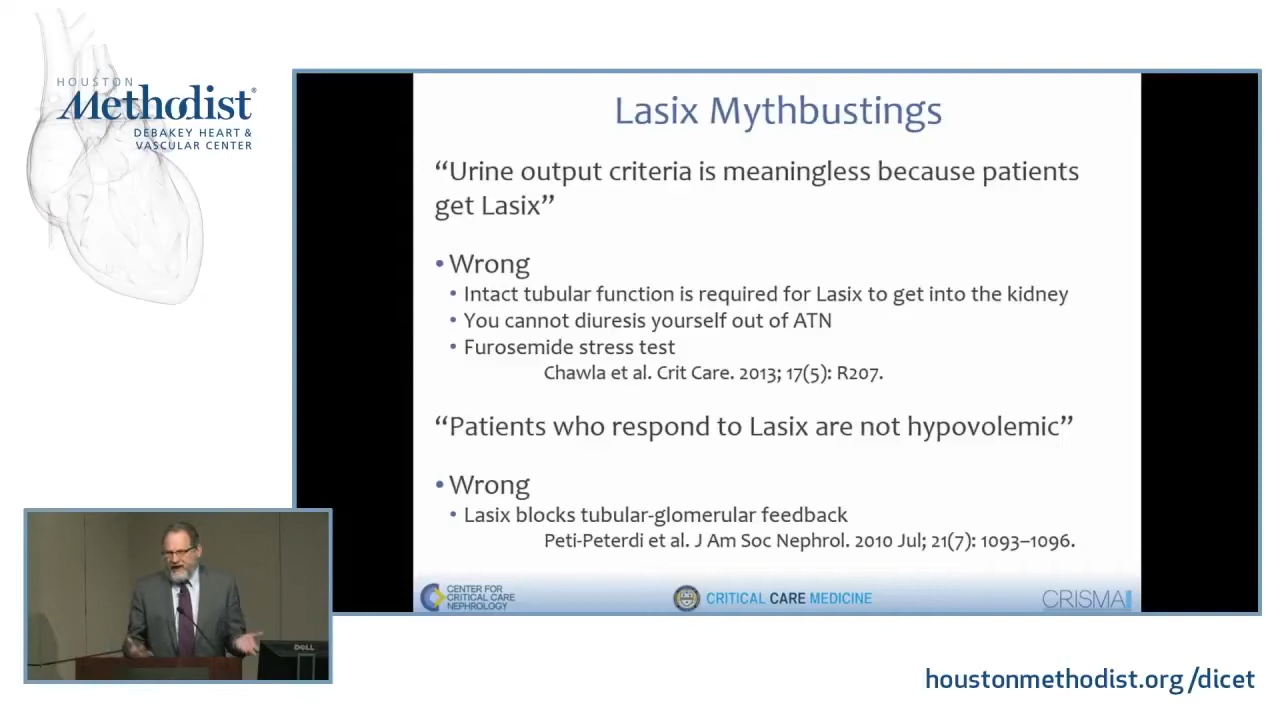 HOUSTON
Methodist®
DEBAKEY HEART &
VASCULAR CENTER
Lasix Mythbustings
“Urine output criteria is meaningless because patients
get Lasix”
• Wrong
• Intact tubular function is required for Lasix to get into the kidney
• You cannot diuresis yourself out of ATN
• Furosemide stress test
Chawla et al. Crit Care. 2013; 17(5): R207.
“Patients who respond to Lasix are not hypovolemic”
• Wrong
• Lasix blocks tubular-glomerular feedback
Peti-Peterdi et al. J Am Soc Nephrol. 2010 Jul; 21(7): 1093–1096.
CENTER FOR
CRITICAL CARE
NEPHROLOGY
CRITICAL CARE MEDICINE
CRISMA
DELL
houstonmethodist.org/dicet